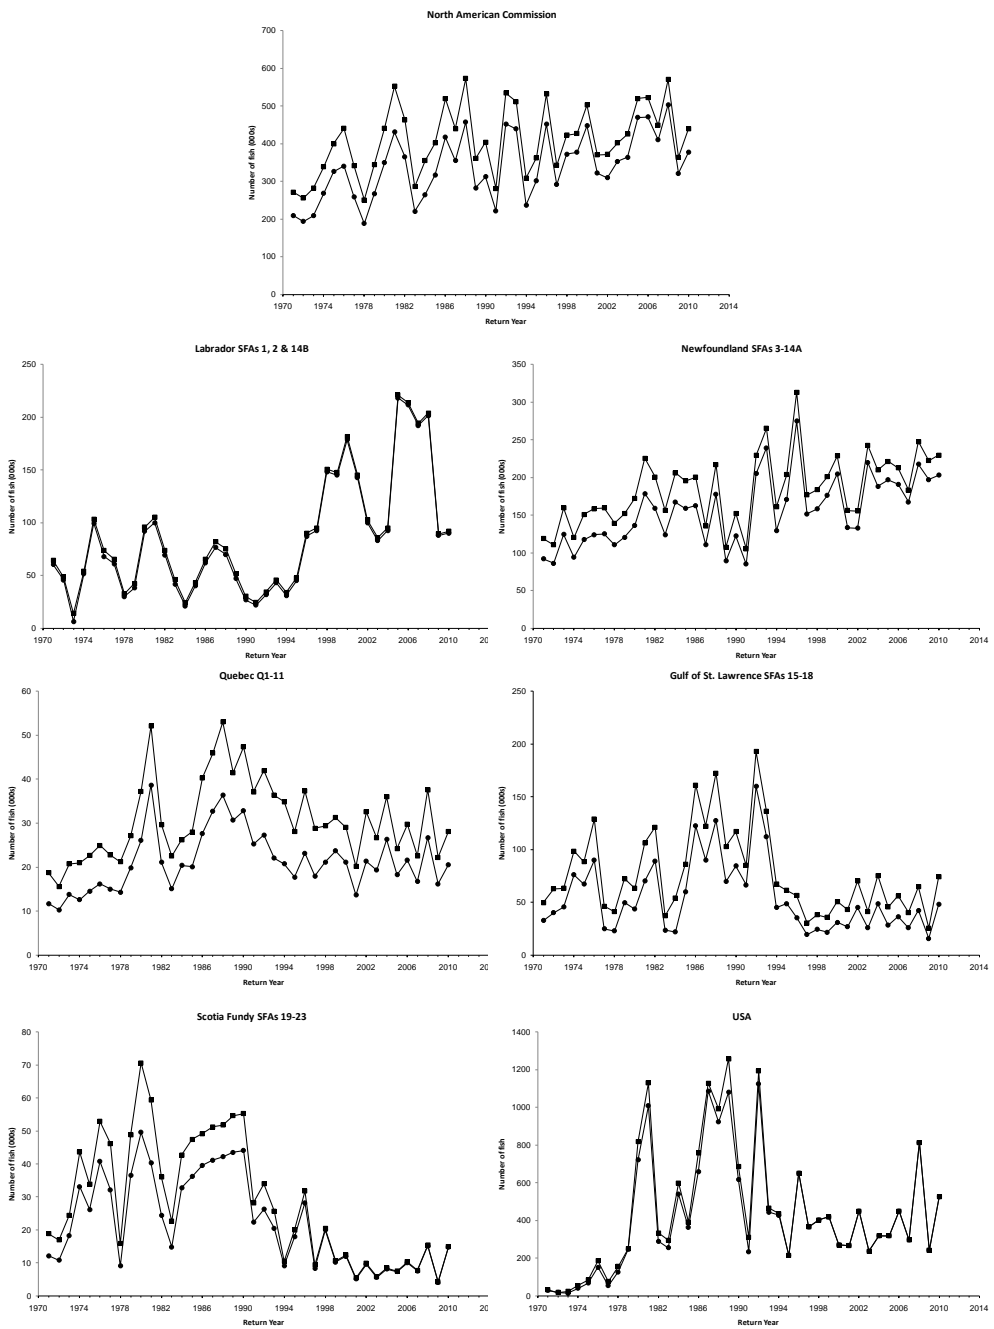 North American Commission
700
600
500
400
300
200
100
0
Number of fish (000s)
1970 1974 1978 1982 1986 1990 1994 1998 2002 2006 2010 2014
Return Year
Labrador SFAs 1, 2 & 14B
250
200
150
100
50
0
Number of fish (000s)
1970 1974 1978 1982 1986 1990 1994 1998 2002 2006 2010 20
Return Year
Newfoundland SFAs 3-14A
350
300
250
200
150
100
50
0
Number of fish (000s)
1970 1974 1978 1982 1986 1990 1994 1998 2002 2006 2010 2014
Return Year
Quebec Q1-11
60
50
40
30
20
10
0
Number of fish (000s)
1970 1974 1978 1982 1986 1990 1994 1998 2002 2006 2010 20
Return Year
Gulf of St. Lawrence SFAs 15-18
250
200
150
100
50
0
Number of fish (000s)
1970 1974 1978 1982 1986 1990 1994 1998 2002 2006 2010 2014
Return Year
Scotia Fundy SFAs 19-23
80
70
60
50
40
30
20
10
0
Number of fish (000s)
1970 1974 1978 1982 1986 1990 1994 1998 2002 2006 2010 20
Return Year
USA
1400
1200
1000
800
600
400
200
0
Number of fish
1970 1974 1978 1982 1986 1990 1994 1998 2002 2006 2010 2014
Return Year